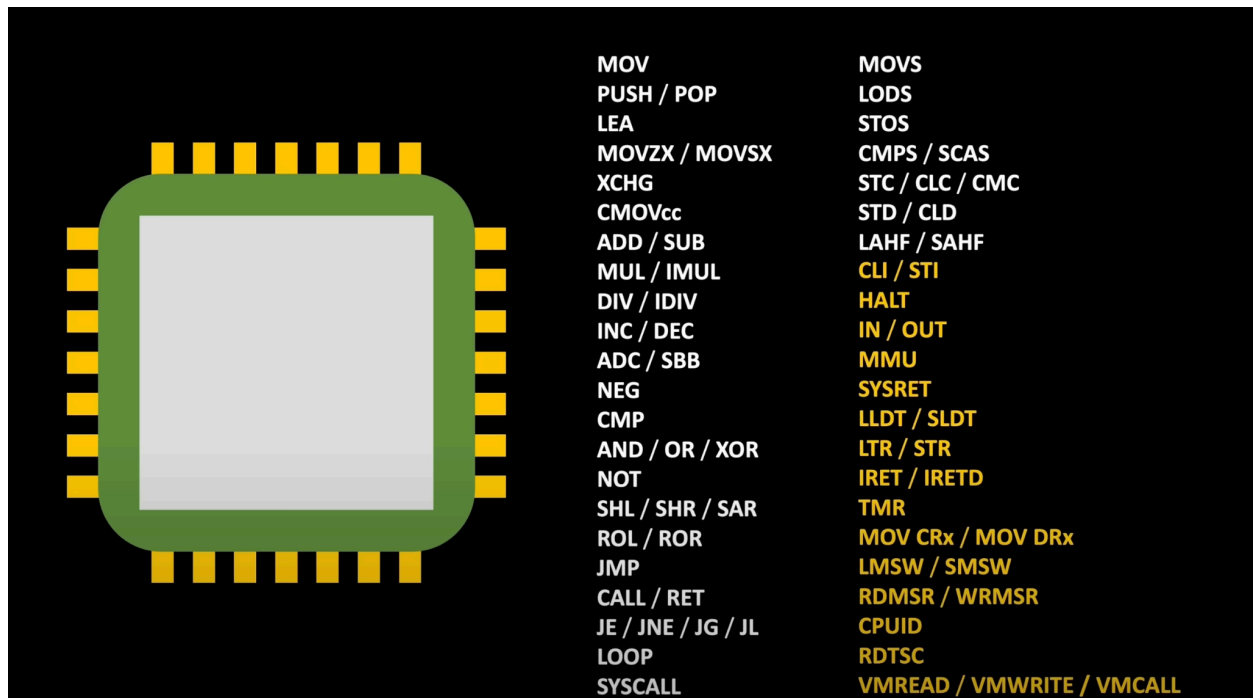 MOV
PUSH / POP
LEA
MOVZX / MOVSX
XCHG
CMOVcc
ADD / SUB
MUL / IMUL
DIV / IDIV
INC / DEC
ADC / SBB
NEG
CMP
AND / OR / XOR
NOT
SHL / SHR / SAR
ROL / ROR
JMP
CALL / RET
JE / JNE / JG / JL
LOOP
SYSCALL
MOVS
LODS
STOS
CMPS / SCAS
STC / CLC / CMC
STD / CLD
LAHF / SAHF
CLI / STI
HALT
IN / OUT
MMU
SYSRET
LLDT / SLDT
LTR / STR
IRET / IRETD
TMR
MOV CRx / MOV DRx
LMSW / SMSW
RDMSR / WRMSR
CPUID
RDTSC
VMREAD / VMWRITE / VMCALL